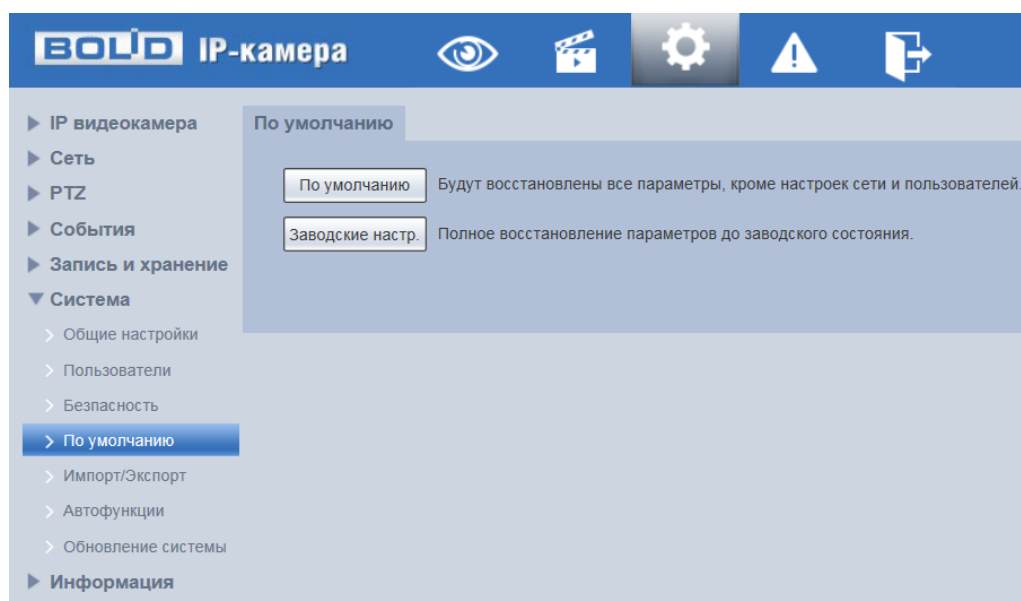 BOLID IP-камера
IP видеокамера
Сеть
PTZ
События
Запись и хранение
Система
Общие настройки
Пользователи
Безпасность
По умолчанию
Импорт/Экспорт
Автофункции
Обновление системы
Информация
По умолчанию
По умолчанию Будут восстановлены все параметры, кроме настроек сети и пользователей.
Заводские настр. Полное восстановление параметров до заводского состояния.